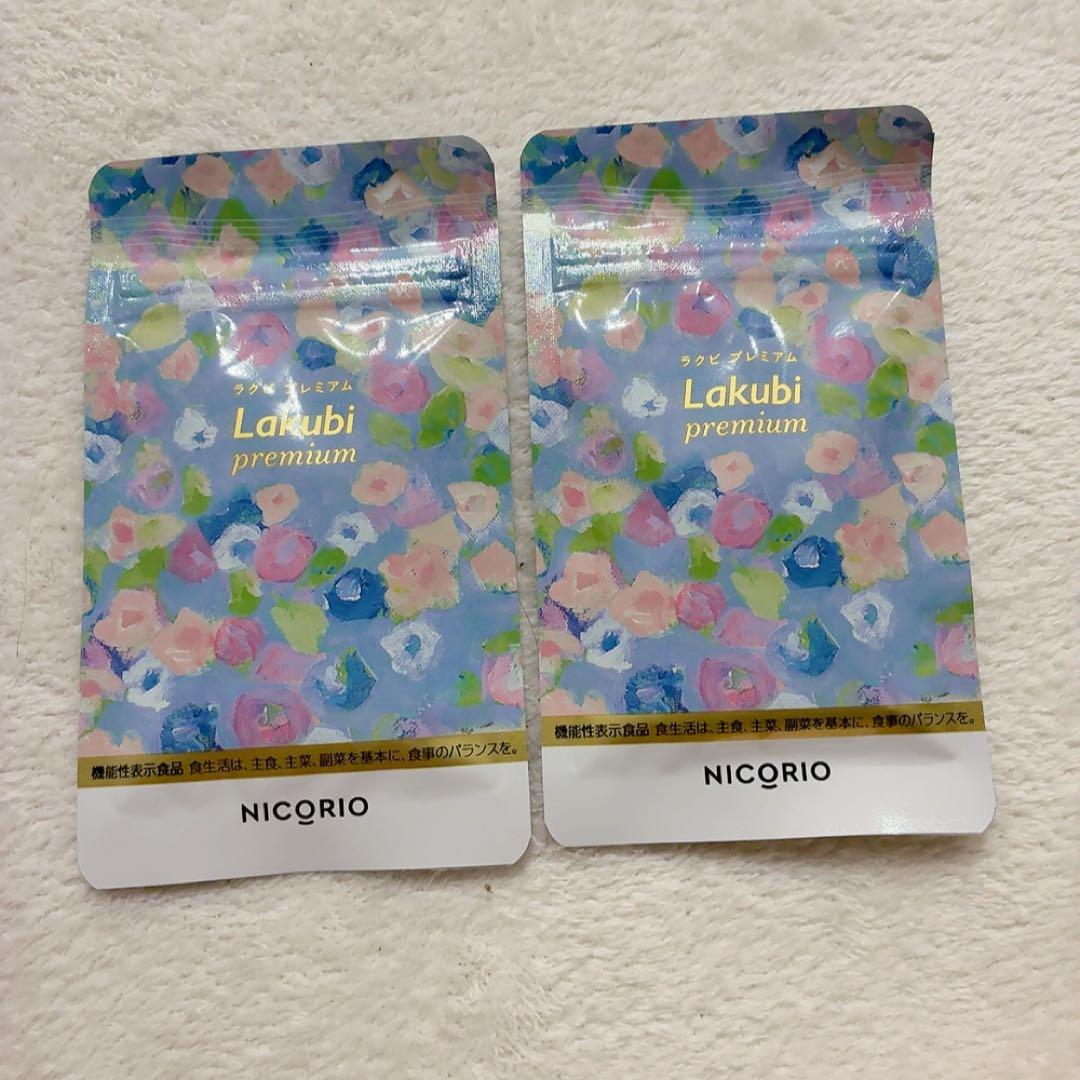 ラクビ プレミアム
Lakubi
premium
機能性表示食品 食生活は、主食、主菜、副菜を基本に、食事のバランスを。
NICORIO
ラクビ プレミアム
Lakubi
premium
機能性表示食品 食生活は、主食、主菜、副菜を基本に、食事のバランスを。
NICORIO